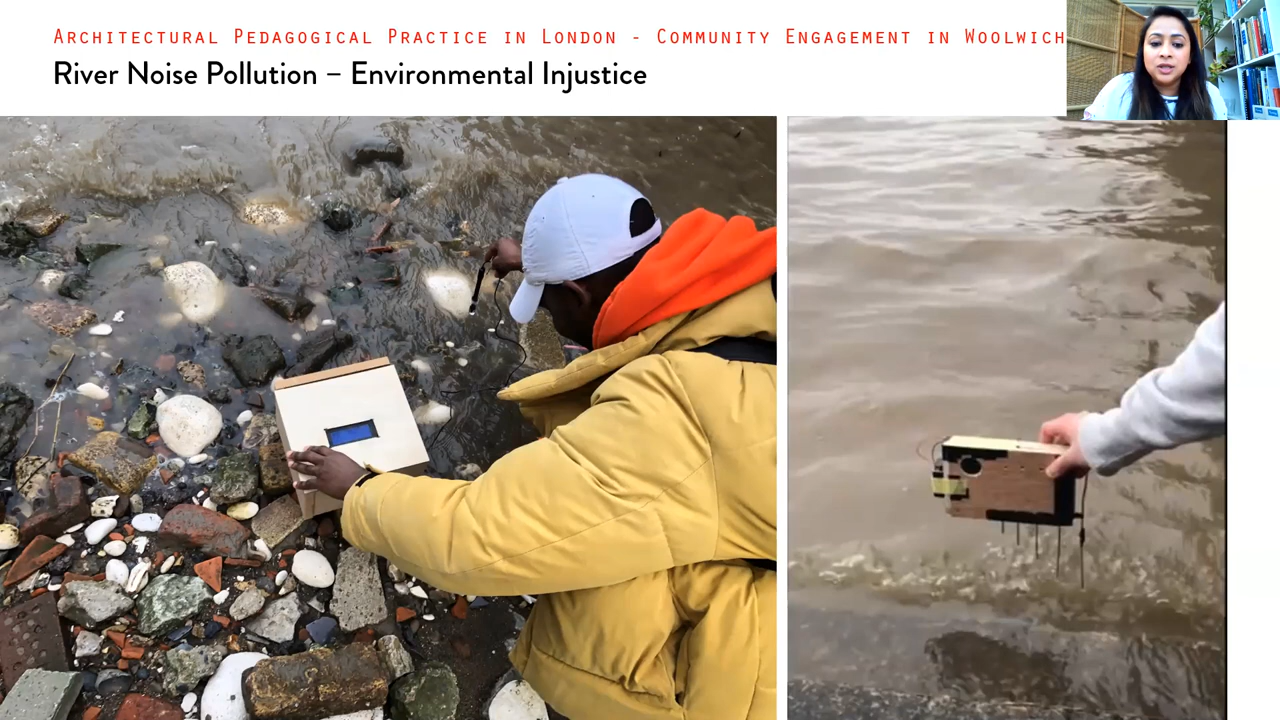 Architectural Pedagogical Practice in London - Community Engagement in Woolwich
River Noise Pollution – Environmental Injustice